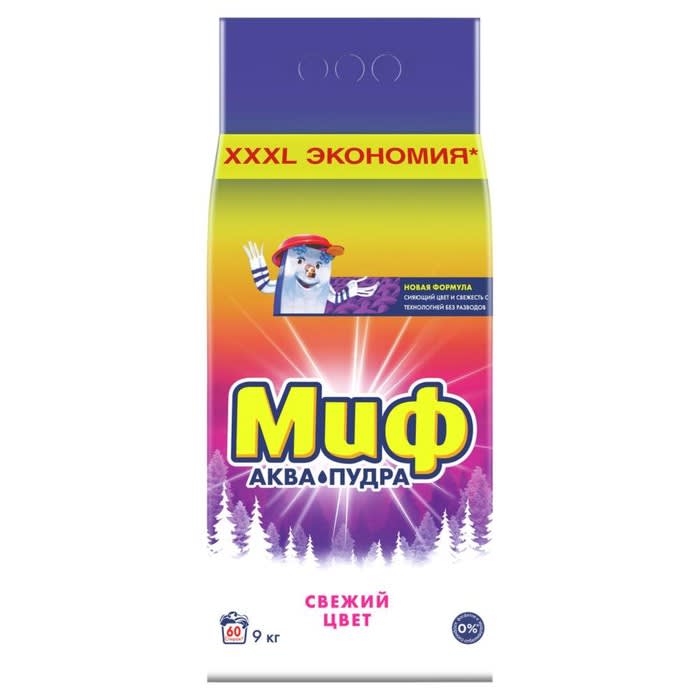 XXXL ЭКОНОМИЯ*
НОВАЯ ФОРМУЛА
СИЯЮЩИЙ ЦВЕТ И СВЕЖЕСТЬ С
ТЕХНОЛОГИЕЙ БЕЗ РАЗВОДОВ
Миф
АКВА ПУДРА
СВЕЖИЙ
ЦВЕТ
60
9 кг
0%